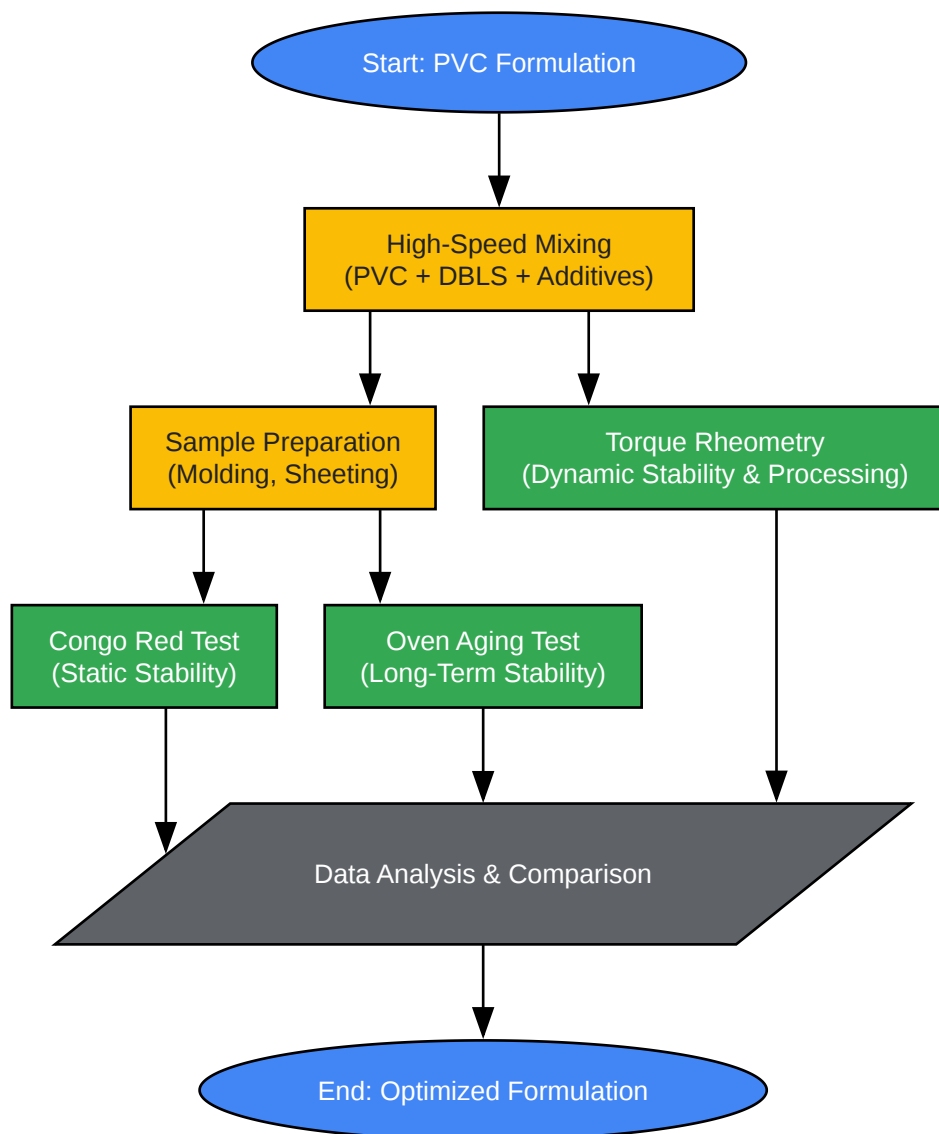 Start: PVC Formulation
High-Speed Mixing
(PVC + DBLS + Additives)
Sample Preparation
(Molding, Sheeting)
Torque Rheometry
(Dynamic Stability & Processing)
Congo Red Test
(Static Stability)
Oven Aging Test
(Long-Term Stability)
Data Analysis & Comparison
End: Optimized Formulation